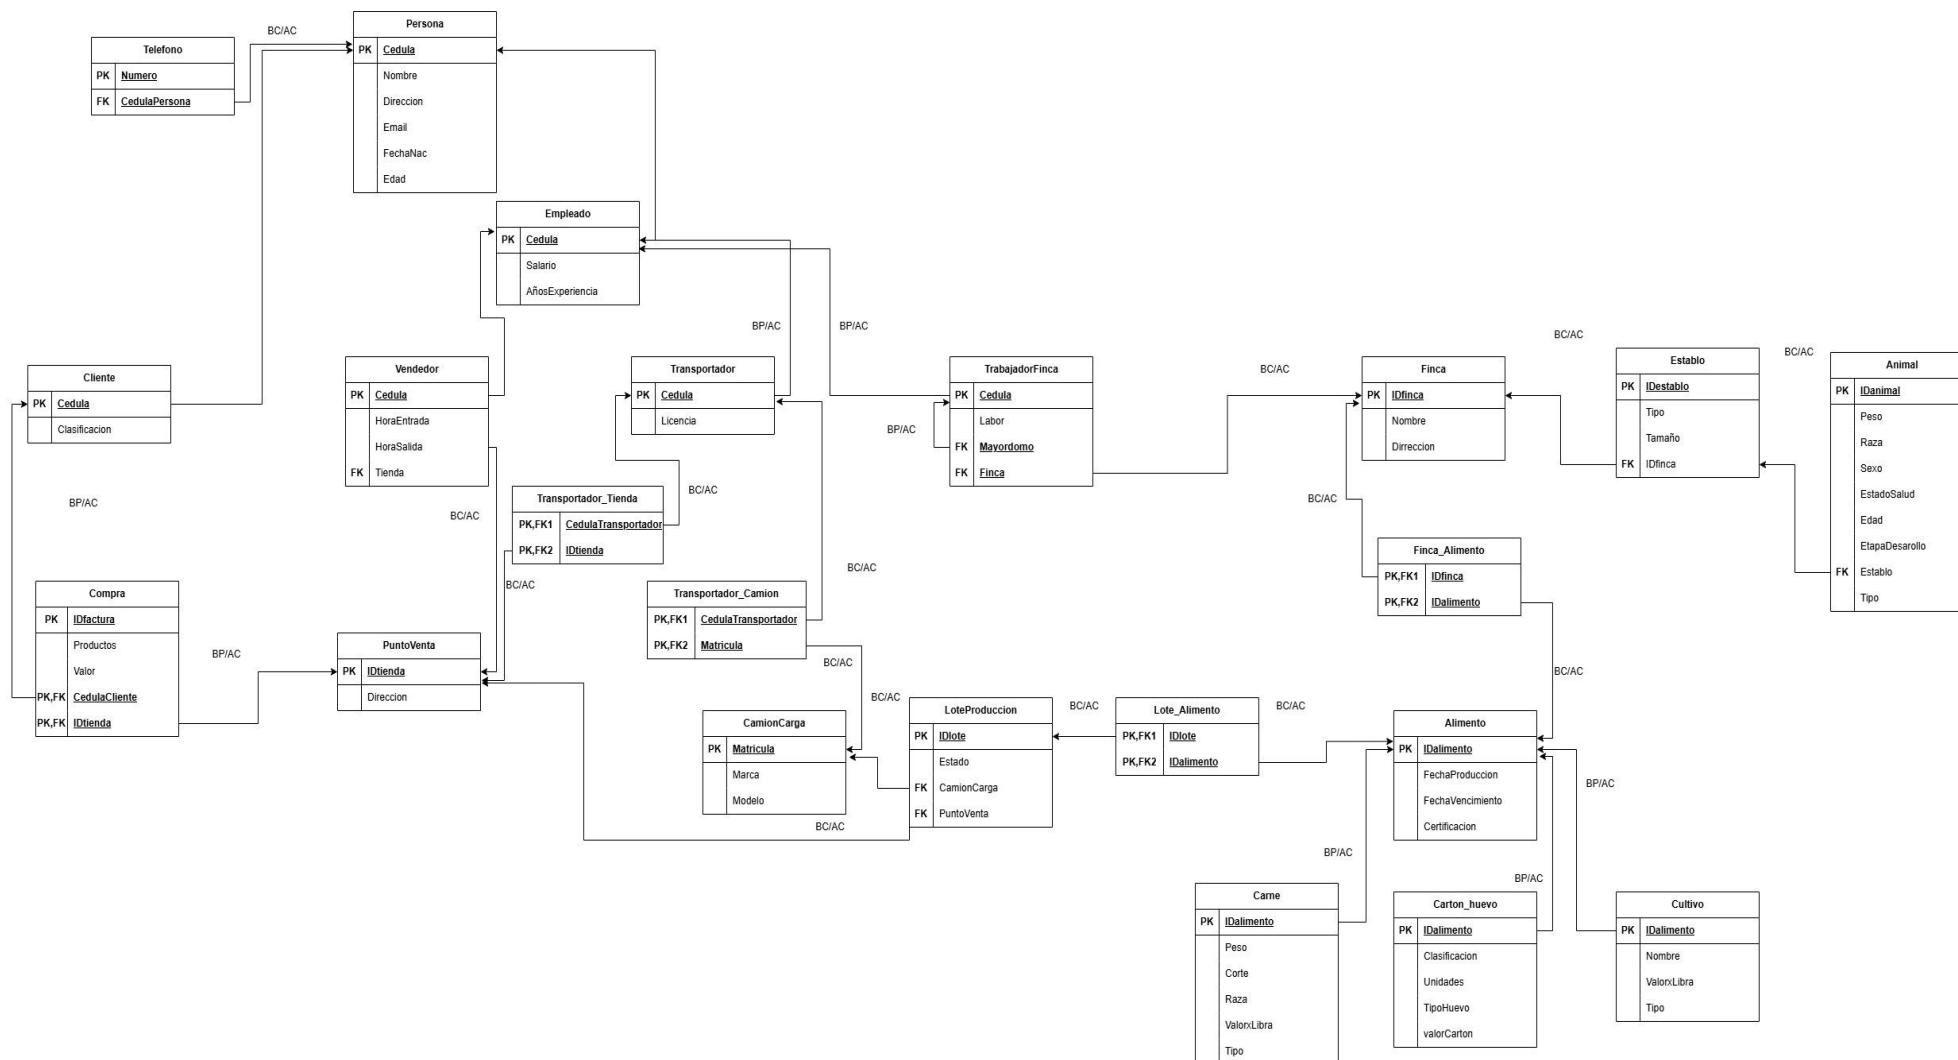 BC/AC
Telefono
PK Numero
FK CedulaPersona
Persona
PK Cedula
Nombre
Direccion
Email
FechaNac
Edad
Empleado
PK Cedula
Salario
AñosExperiencia
BP/AC
BP/AC
Cliente
PK Cedula
Clasificacion
Vendedor
PK Cedula
HoraEntrada
HoraSalida
FK Tienda
Transportador
PK Cedula
Licencia
TrabajadorFinca
PK Cedula
Labor
FK Mayordomo
FK Finca
BP/AC
BC/AC
Finca
PK IDfinca
Nombre
Dirreccion
BC/AC
Establo
PK IDestablo
Tipo
Tamaño
FK IDfinca
BC/AC
Animal
PK IDanimal
Peso
Raza
Sexo
EstadoSalud
Edad
EtapaDesarollo
FK Establo
Tipo
BP/AC
BC/AC
Transportador_Tienda
PK,FK1 CedulaTransportador
PK,FK2 IDtienda
BC/AC
BC/AC
BC/AC
Finca_Alimento
PK,FK1 IDfinca
PK,FK2 IDalimento
BC/AC
Compra
PK IDfactura
Productos
Valor
PK,FK CedulaCliente
PK,FK IDtienda
BP/AC
PuntoVenta
PK IDtienda
Direccion
Transportador_Camion
PK,FK1 CedulaTransportador
PK,FK2 Matricula
BC/AC
BC/AC
BC/AC
CamionCarga
PK Matricula
Marca
Modelo
BC/AC
LoteProduccion
PK IDlote
Estado
FK CamionCarga
FK PuntoVenta
BC/AC
Lote_Alimento
PK,FK1 IDlote
PK,FK2 IDalimento
BC/AC
Alimento
PK IDalimento
FechaProduccion
FechaVencimiento
Certificacion
BP/AC
BP/AC
BP/AC
Carne
PK IDalimento
Peso
Corte
Raza
ValorxLibra
Tipo
Carton_huevo
PK IDalimento
Clasificacion
Unidades
TipoHuevo
valorCarton
Cultivo
PK IDalimento
Nombre
ValorxLibra
Tipo